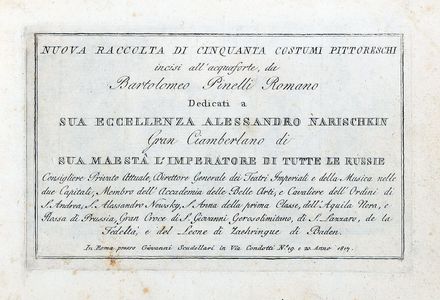 NUOVA RACCOLTA DI CINQUANTA COSTUMI PITTORESCHI
incisi all'acquaforte, da
Bartolomeo Pinelli Romano
Dedicati a
SUA ECCELLENZA ALESSANDRO NARISCHKIN
Gran Ciamberlano di
SUA MAESTÁ L'IMPERATORE DI TUTTE LE RUSSIE
Consigliere Privato Attuale, Direttore Generale dei Teatri Imperiali e della Musica nelle
due Capitali, Membro dell'Accademia delle Belle Arti, e Cavaliere dell'Ordini di
S. Andrea, S. Alessandro Newsky, S. Anna della prima Classe, dell'Aquila Nera, e
Rossa di Prussia, Gran Croce di S. Giovanni Gerosolimitano, di S. Lazzaro, de la
Fedeltà, e del Leone di Zaehringue di Baden.
In Roma presso Giovanni Scudellari in Via Condotti N.º 19. e 20. Anno 1817.